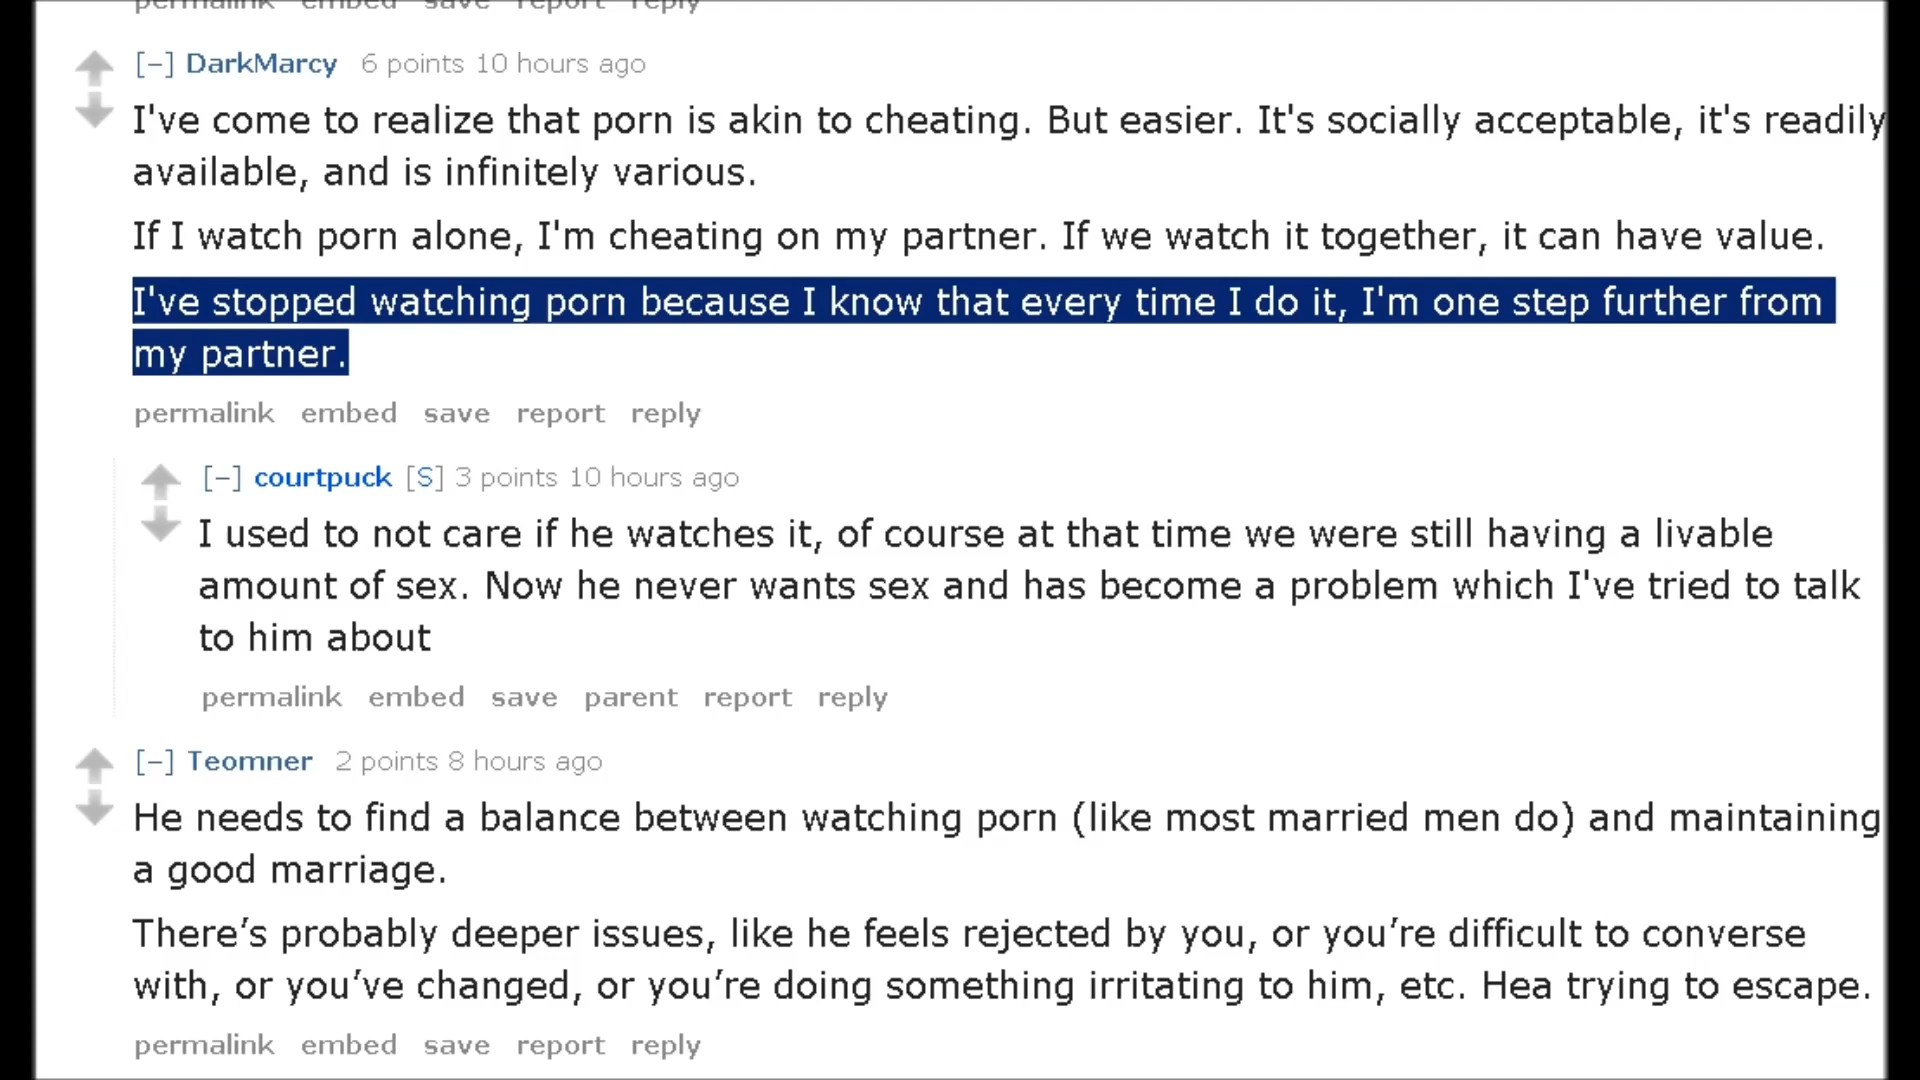 permalink embed save report reply
[–] DarkMarcy 6 points 10 hours ago
I've come to realize that porn is akin to cheating. But easier. It's socially acceptable, it's readily
available, and is infinitely various.
If I watch porn alone, I'm cheating on my partner. If we watch it together, it can have value.
I've stopped watching porn because I know that every time I do it, I'm one step further from
my partner.
permalink embed save report reply
[–] courtpuck [S] 3 points 10 hours ago
I used to not care if he watches it, of course at that time we were still having a livable
amount of sex. Now he never wants sex and has become a problem which I've tried to talk
to him about
permalink embed save parent report reply
[–] Teomner 2 points 8 hours ago
He needs to find a balance between watching porn (like most married men do) and maintaining
a good marriage.
There’s probably deeper issues, like he feels rejected by you, or you’re difficult to converse
with, or you’ve changed, or you’re doing something irritating to him, etc. Hea trying to escape.
permalink embed save report reply